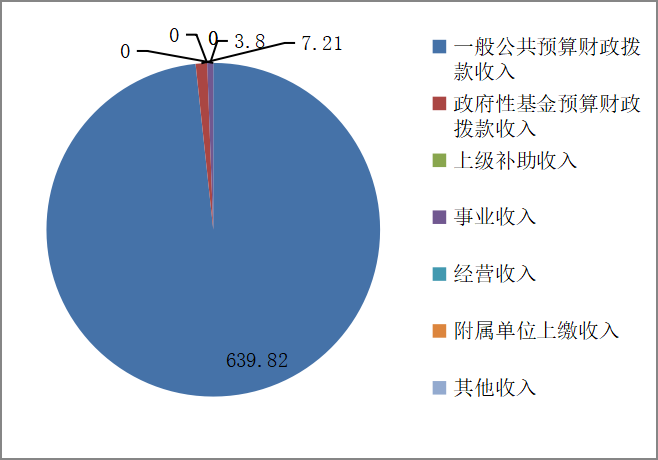 0
0
0
3.8
7.21
639.82
一般公共预算财政拨
款收入
政府性基金预算财政
拨款收入
上级补助收入
事业收入
经营收入
附属单位上缴收入
其他收入